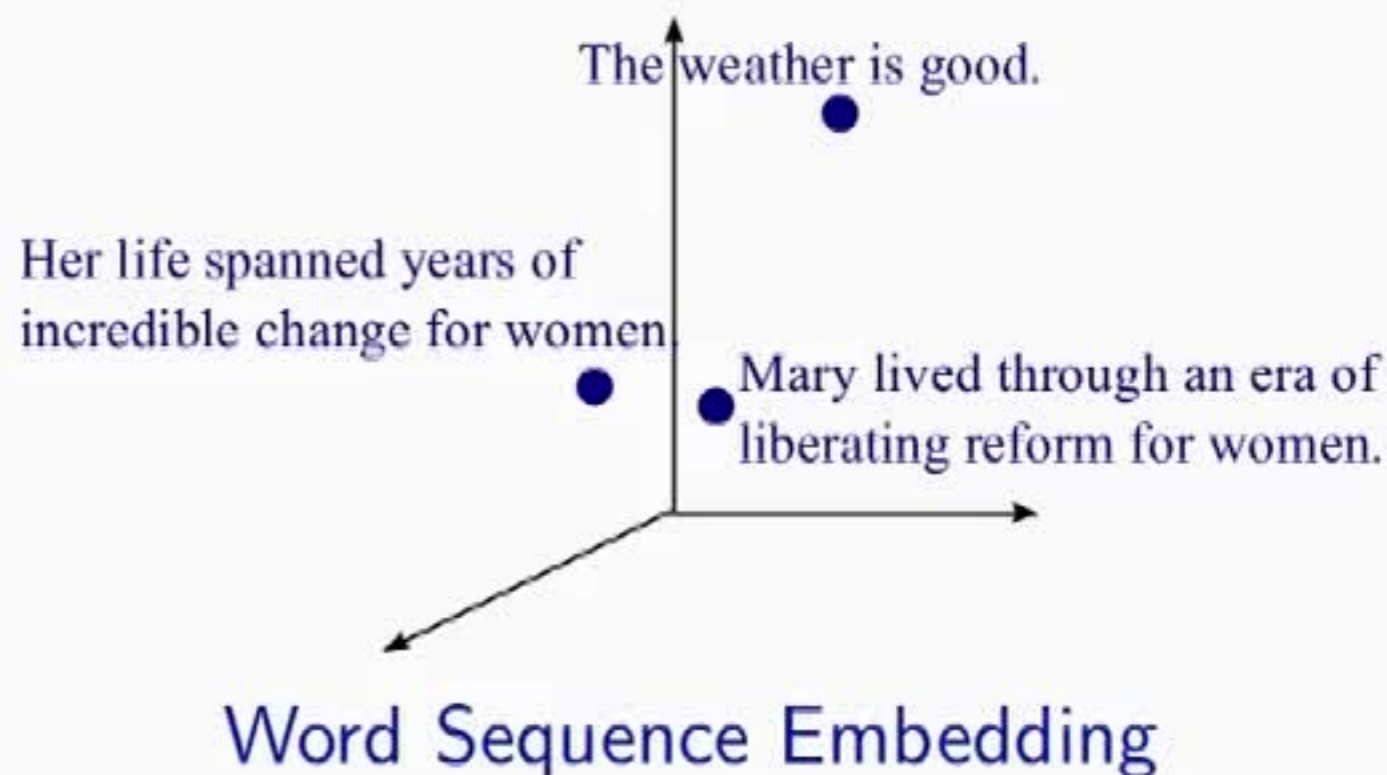 The weather is good.
Her life spanned years of
incredible change for women.
Mary lived through an era of
liberating reform for women.
Word Sequence Embedding